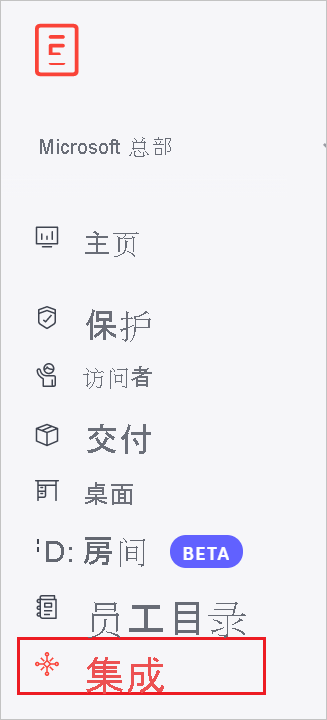 Microsoft 总部
主页
保护
访问者
交付
桌面
'D: 房间 BETA
员工目录
集成